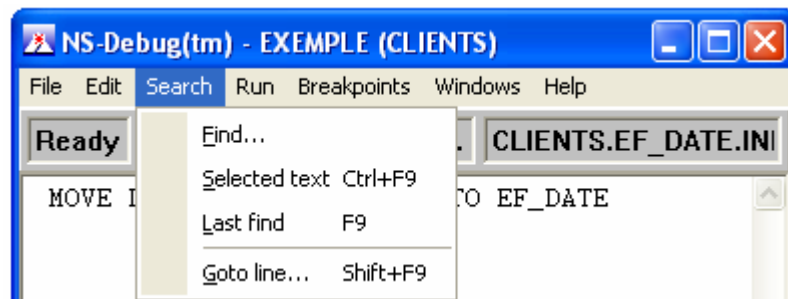 NS-Debug(tm) - EXEMPLE (CLIENTS)
File Edit Search Run Breakpoints Windows Help
Ready . CLIENTS.EF_DATE.INI
Find...
Selected text Ctrl+F9
MOVE TO EF_DATE
Last find F9
Goto line... Shift+F9